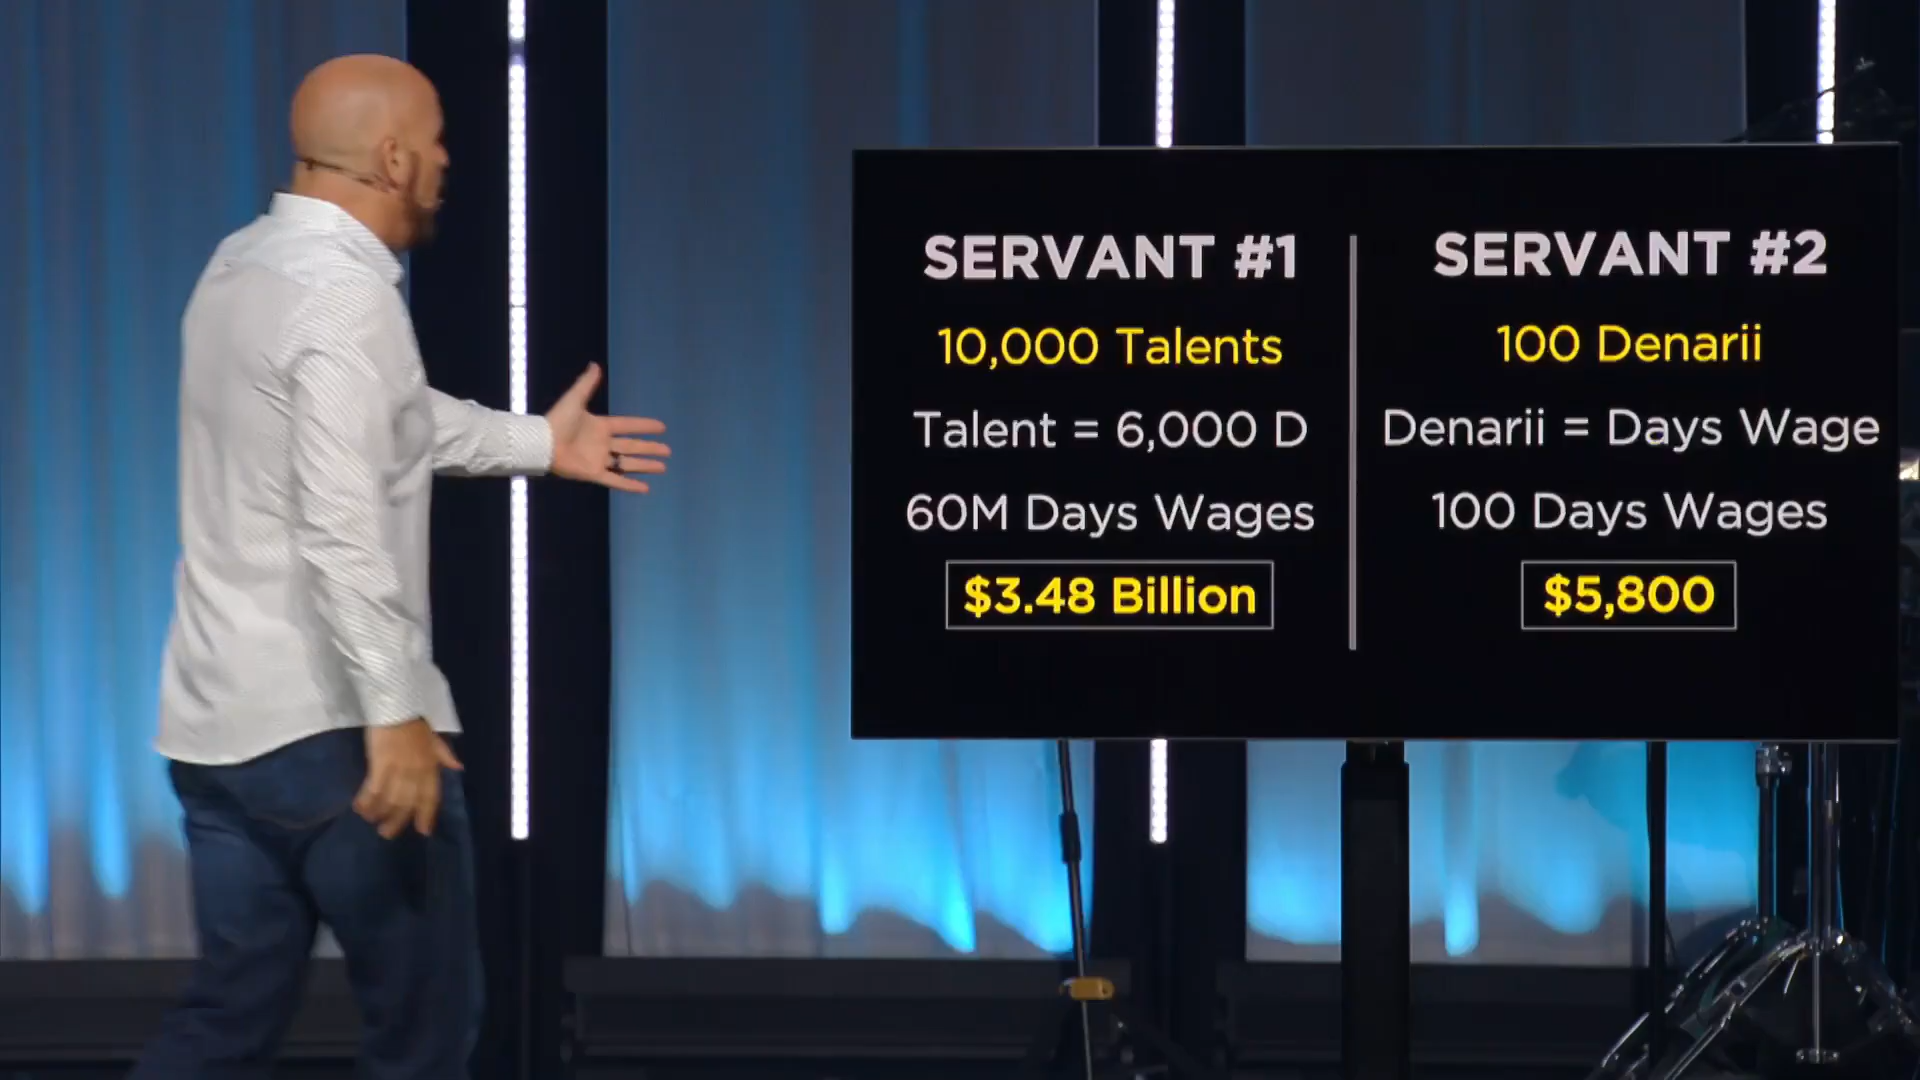 SERVANT #1
10,000 Talents
Talent = 6,000 D
60M Days Wages
$3.48 Billion
SERVANT #2
100 Denarii
Denarii = Days Wage
100 Days Wages
$5,800